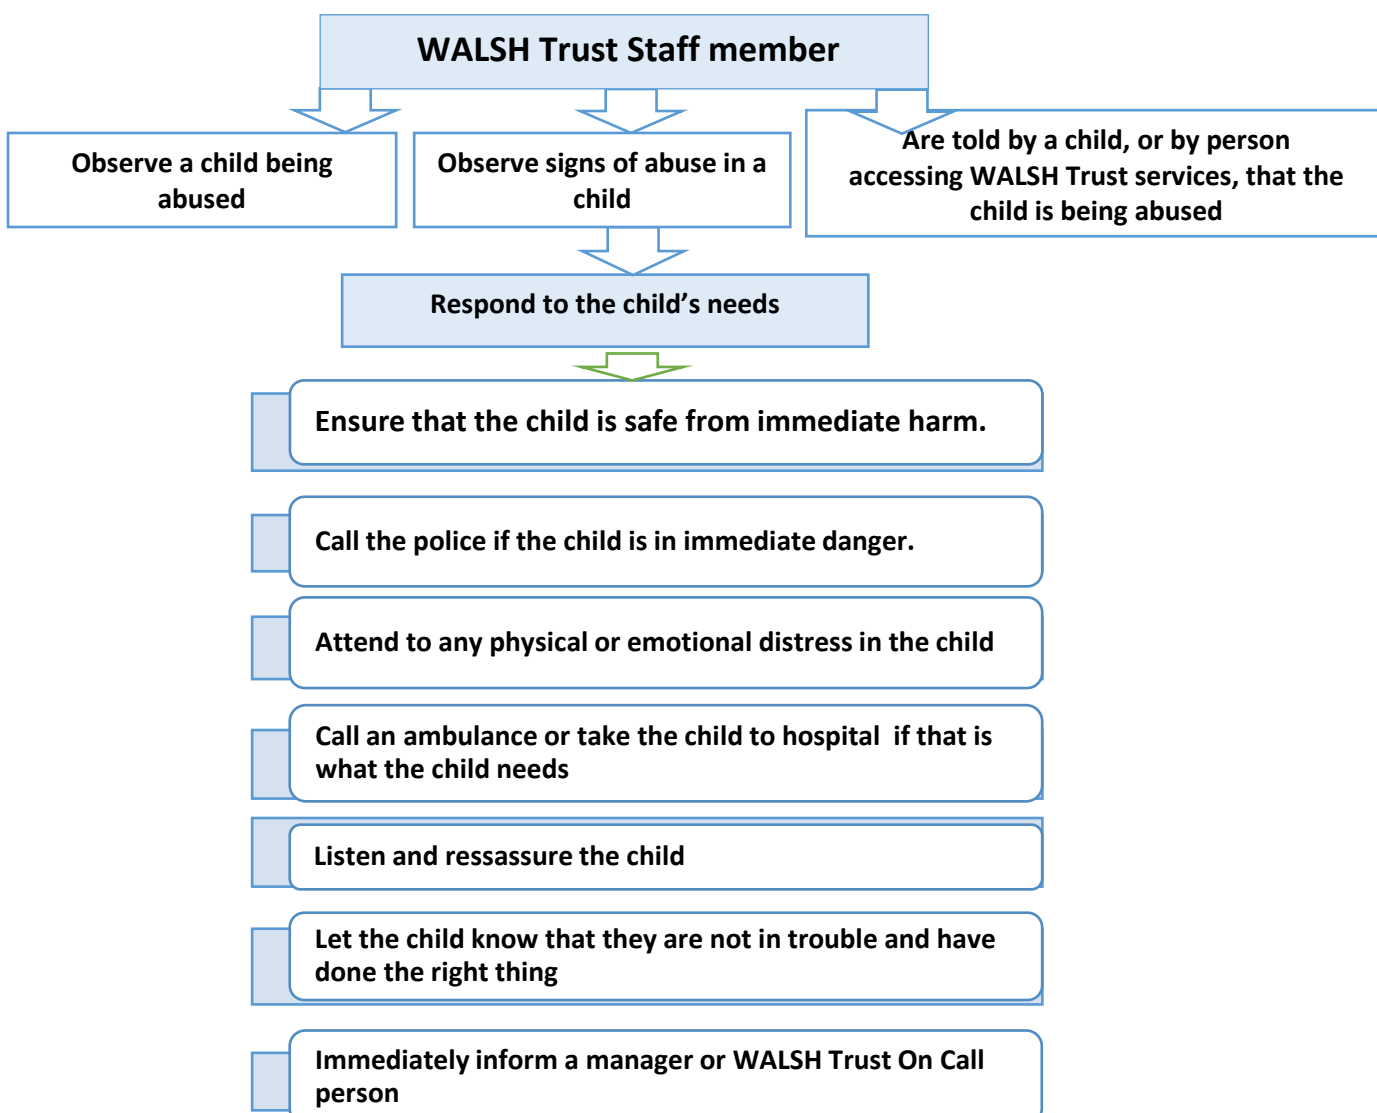 WALSH Trust Staff member
Observe a child being
abused
Observe signs of abuse in a
child
Are told by a child, or by person
accessing WALSH Trust services, that the
child is being abused
Respond to the child’s needs
Ensure that the child is safe from immediate harm.
Call the police if the child is in immediate danger.
Attend to any physical or emotional distress in the child
Call an ambulance or take the child to hospital  if that is
what the child needs
Listen and ressassure the child
Let the child know that they are not in trouble and have
done the right thing
Immediately inform a manager or WALSH Trust On Call
person